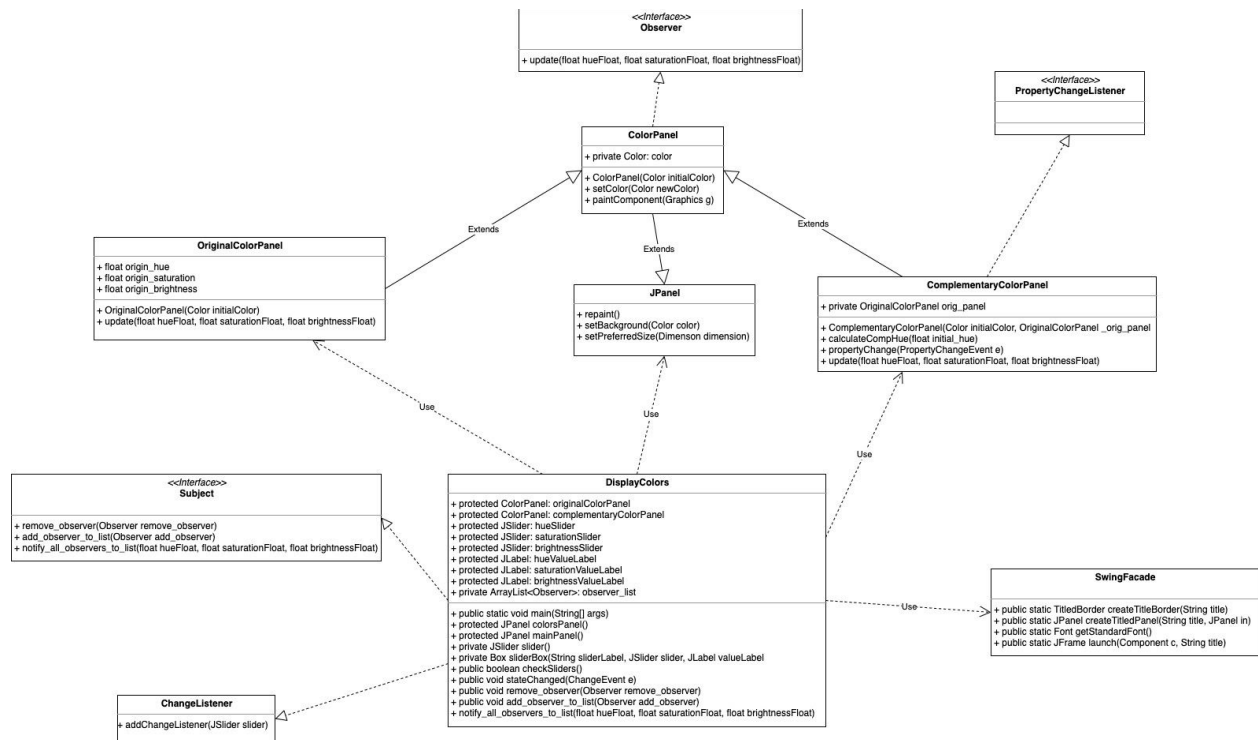 <<Interface>>
Observer
+ update(float hueFloat, float saturationFloat, float brightnessFloat)
<<Interface>>
PropertyChangeListener
ColorPanel
+ private Color: color
+ ColorPanel(Color initialColor)
+ setColor(Color newColor)
+ paintComponent(Graphics g)
Extends
Extends
Extends
OriginalColorPanel
+ float origin_hue
+ float origin_saturation
+ float origin_brightness
+ OriginalColorPanel(Color initialColor)
+ update(float hueFloat, float saturationFloat, float brightnessFloat)
JPanel
+ repaint()
+ setBackground(Color color)
+ setPreferredSize(Dimenson dimension)
ComplementaryColorPanel
+ private OriginalColorPanel orig_panel
+ ComplementaryColorPanel(Color initialColor, OriginalColorPanel _orig_panel
+ calculateCompHue(float initial_hue)
+ propertyChange(PropertyChangeEvent e)
+ update(float hueFloat, float saturationFloat, float brightnessFloat)
Use
Use
Use
<<Interface>>
Subject
+ remove_observer(Observer remove_observer)
+ add_observer_to_list(Observer add_observer)
+ notify_all_observers_to_list(float hueFloat, float saturationFloat, float brightnessFloat)
DisplayColors
+ protected ColorPanel: originalColorPanel
+ protected ColorPanel: complementaryColorPanel
+ protected JSlider: hueSlider
+ protected JSlider: saturationSlider
+ protected JSlider: brightnessSlider
+ protected JLabel: hueValueLabel
+ protected JLabel: saturationValueLabel
+ protected JLabel: brightnessValueLabel
+ private ArrayList<Observer>: observer_list
+ public static void main(String[] args)
+ protected JPanel colorsPanel()
+ protected JPanel mainPanel()
+ private JSlider slider()
+ private Box sliderBox(String sliderLabel, JSlider slider, JLabel valueLabel
+ public boolean checkSliders()
+ public void stateChanged(ChangeEvent e)
+ public void remove_observer(Observer remove_observer)
+ public void add_observer_to_list(Observer add_observer)
+ notify_all_observers_to_list(float hueFloat, float saturationFloat, float brightnessFloat)
Use
SwingFacade
+ public static TitledBorder createTitleBorder(String title)
+ public static JPanel createTitledPanel(String title, JPanel in)
+ public static Font getStandardFont()
+ public static JFrame launch(Component c, String title)
ChangeListener
+ addChangeListener(JSlider slider)